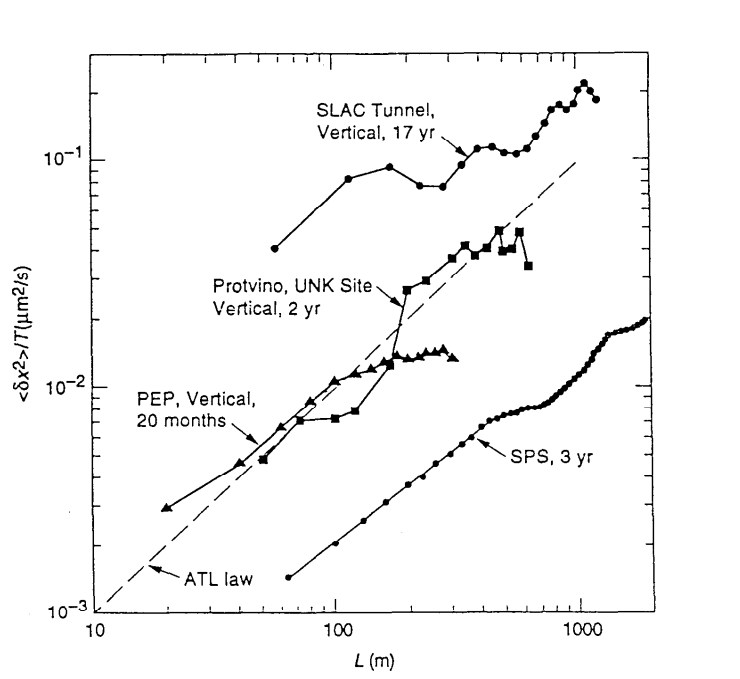 SLAC Tunnel,
Vertical, 17 yr
10⁻¹
<δx²>/T(μm²/s)
Protvino, UNK Site
Vertical, 2 yr
10⁻²
PEP, Vertical,
20 months
SPS, 3 yr
ATL law
10⁻³
10
100
1000
L (m)